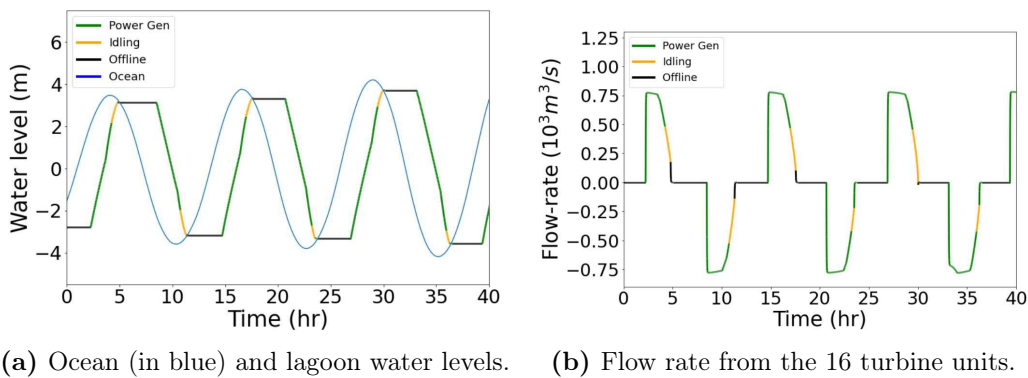 Power Gen
Idling
Offline
Ocean
Water level (m)
6
4
2
0
−2
−4
0 5 10 15 20 25 30 35 40
Time (hr)
(a) Ocean (in blue) and lagoon water levels.
Power Gen
Idling
Offline
Flow-rate (10³m³/s)
1.25
1.00
0.75
0.50
0.25
0.00
−0.25
−0.50
−0.75
0 5 10 15 20 25 30 35 40
Time (hr)
(b) Flow rate from the 16 turbine units.